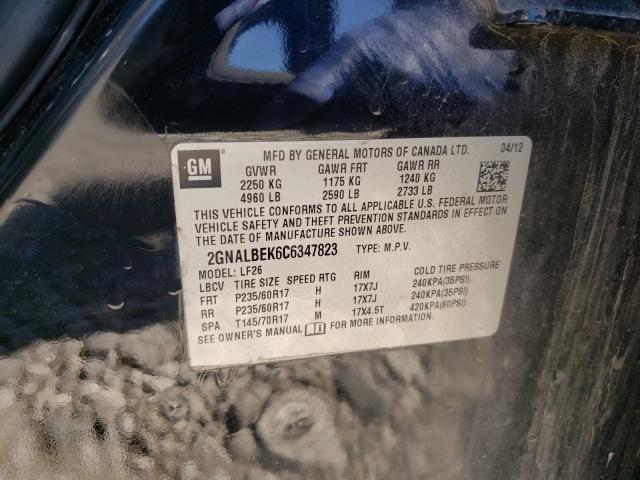 GM
MFD BY GENERAL MOTORS OF CANADA LTD. 04/12
GVWR GAWR FRT GAWR RR
2250 KG 1175 KG 1240 KG
4960 LB 2590 LB 2733 LB
THIS VEHICLE CONFORMS TO ALL APPLICABLE U.S. FEDERAL MOTOR
VEHICLE SAFETY AND THEFT PREVENTION STANDARDS IN EFFECT ON
THE DATE OF MANUFACTURE SHOWN ABOVE.
2GNALBEK6C6347823 TYPE: M.P.V.
MODEL: LF26
LBCV TIRE SIZE SPEED RTG RIM COLD TIRE PRESSURE
FRT P235/60R17 H 17X7J 240KPA(35PSI)
RR P235/60R17 H 17X7J 240KPA(35PSI)
SPA T145/70R17 M 17X4.5T 420KPA(60PSI)
SEE OWNER'S MANUAL i FOR MORE INFORMATION.